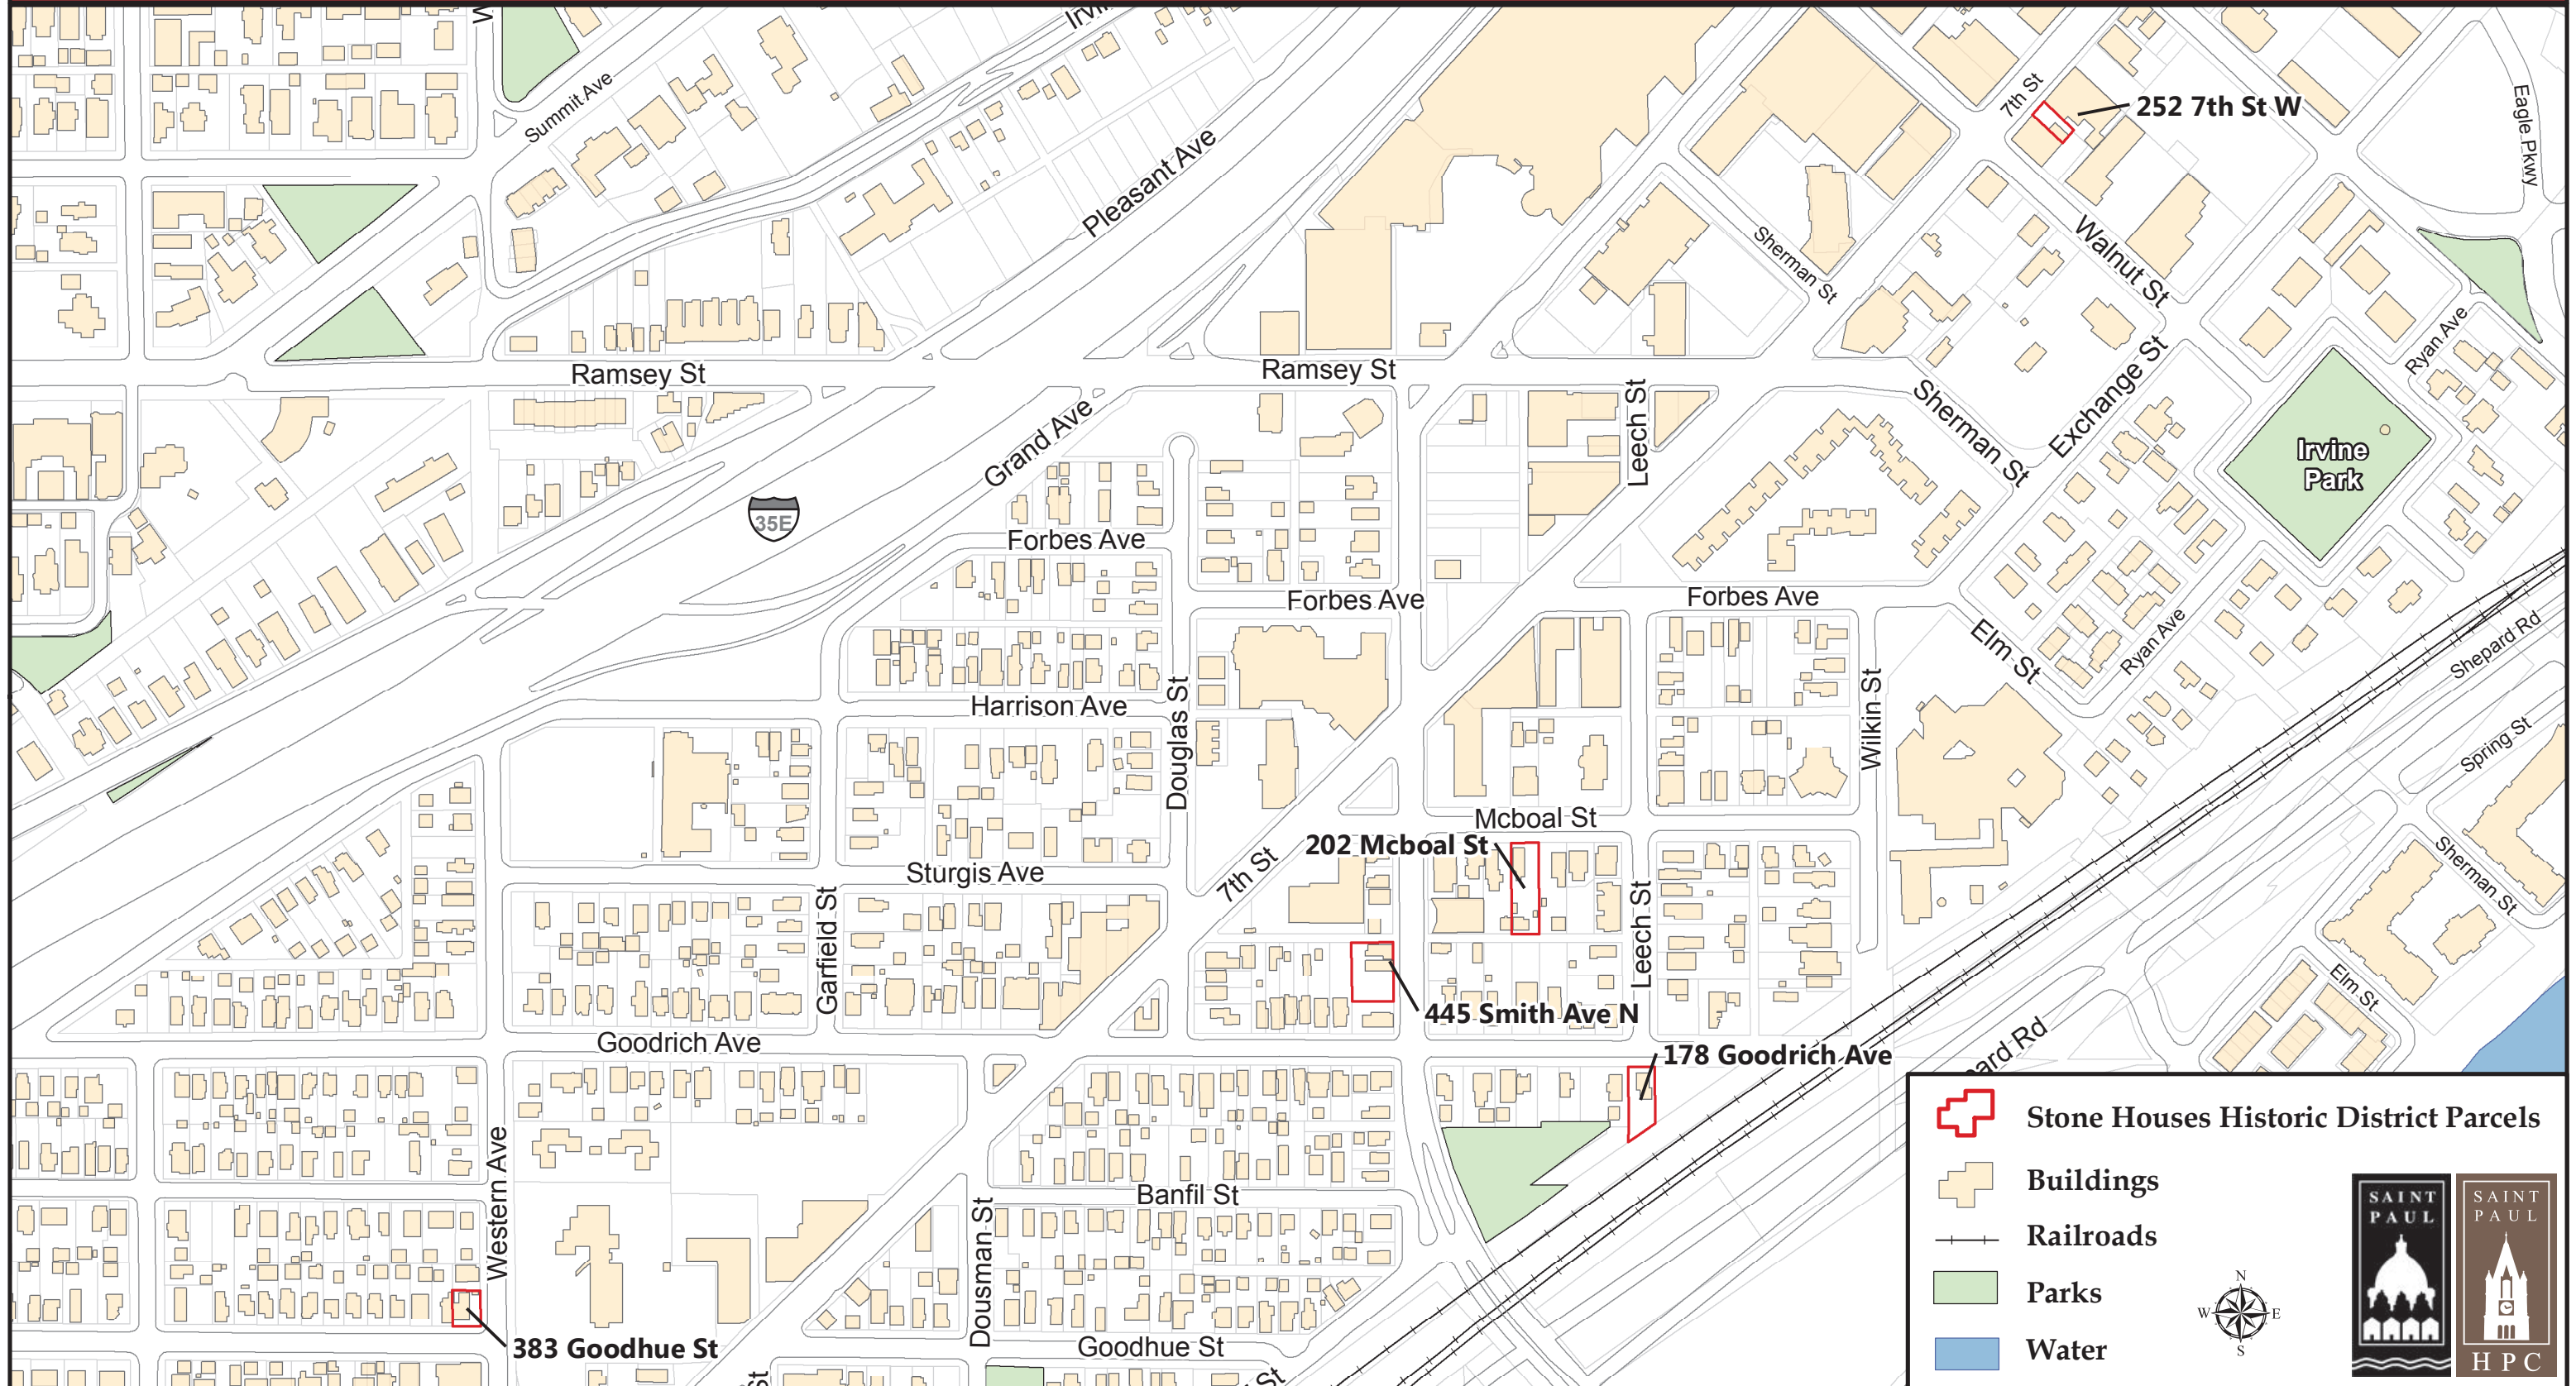 Summit Ave
Pleasant Ave
7th St
252 7th St W
Eagle Pkwy
Sherman St
Walnut St
Ramsey St
Ramsey St
Ryan Ave
Grand Ave
Leech St
Sherman St
Exchange St
Irvine
Park
35E
Forbes Ave
Forbes Ave
Forbes Ave
Elm St
Ryan Ave
Shepard Rd
Harrison Ave
Douglas St
Wilkin St
Spring St
Mcboal St
202 Mcboal St
7th St
Sturgis Ave
Sherman St
Garfield St
Leech St
Elm St
445 Smith Ave N
Goodrich Ave
178 Goodrich Ave
Western Ave
Banfil St
Dousman St
Goodhue St
383 Goodhue St
St
St
Stone Houses Historic District Parcels
Buildings
Railroads
Parks
Water
N
W
E
S
SAINT
PAUL
SAINT
PAUL
HPC